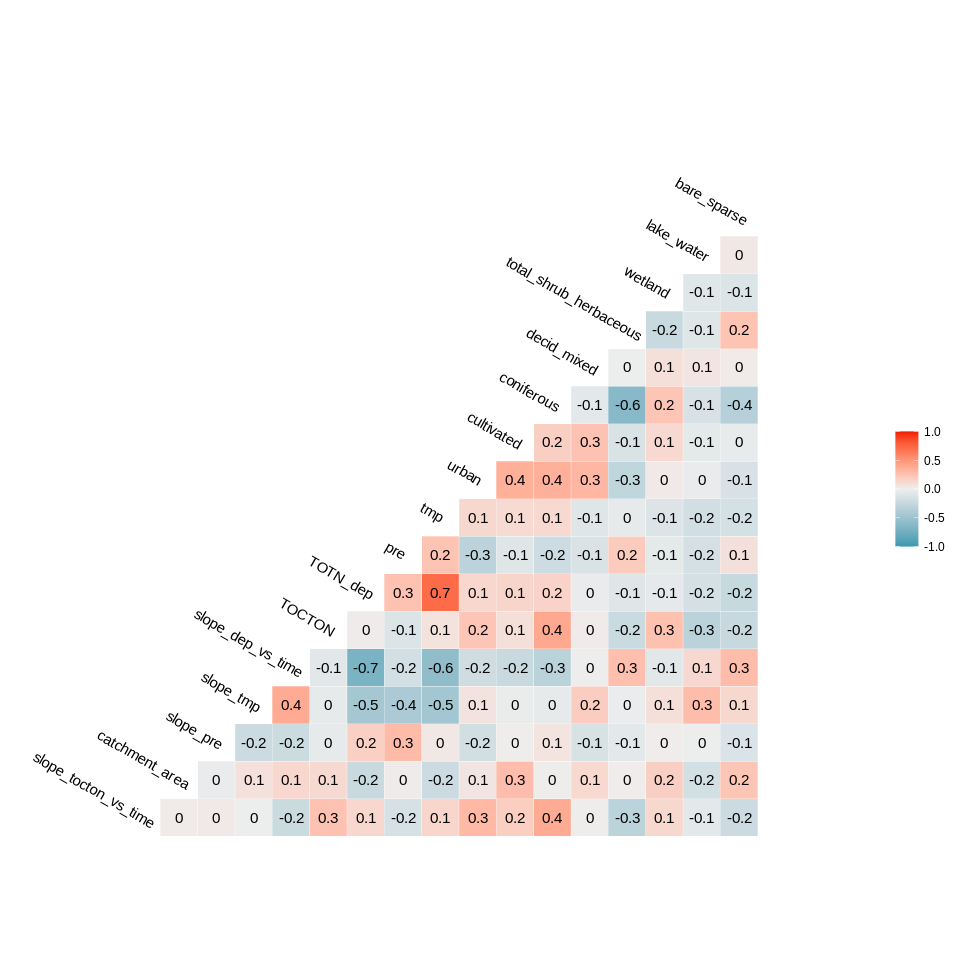 bare_sparse
lake_water 0
wetland -0.1 -0.1
total_shrub_herbaceous -0.2 -0.1 0.2
decid_mixed 0 0.1 0.1 0
coniferous -0.1 -0.6 0.2 -0.1 -0.4
cultivated 0.2 0.3 -0.1 0.1 -0.1 0
urban 0.4 0.4 0.3 -0.3 0 0 -0.1
tmp 0.1 0.1 0.1 -0.1 0 -0.1 -0.2 -0.2
pre 0.2 -0.3 -0.1 -0.2 -0.1 0.2 -0.1 -0.2 0.1
TOTN_dep 0.3 0.7 0.1 0.1 0.2 0 -0.1 -0.1 -0.2 -0.2
TOCTON 0 -0.1 0.1 0.2 0.1 0.4 0 -0.2 0.3 -0.3 -0.2
slope_dep_vs_time -0.1 -0.7 -0.2 -0.6 -0.2 -0.2 -0.3 0 0.3 -0.1 0.1 0.3
slope_tmp 0.4 0 -0.5 -0.4 -0.5 0.1 0 0 0.2 0 0.1 0.3 0.1
slope_pre -0.2 -0.2 0 0.2 0.3 0 -0.2 0 0.1 -0.1 -0.1 0 0 -0.1
catchment_area 0 0.1 0.1 0.1 -0.2 0 -0.2 0.1 0.3 0 0.1 0 0.2 -0.2 0.2
slope_tocton_vs_time 0 0 0 -0.2 0.3 0.1 -0.2 0.1 0.3 0.2 0.4 0 -0.3 0.1 -0.1 -0.2
1.0
0.5
0.0
-0.5
-1.0